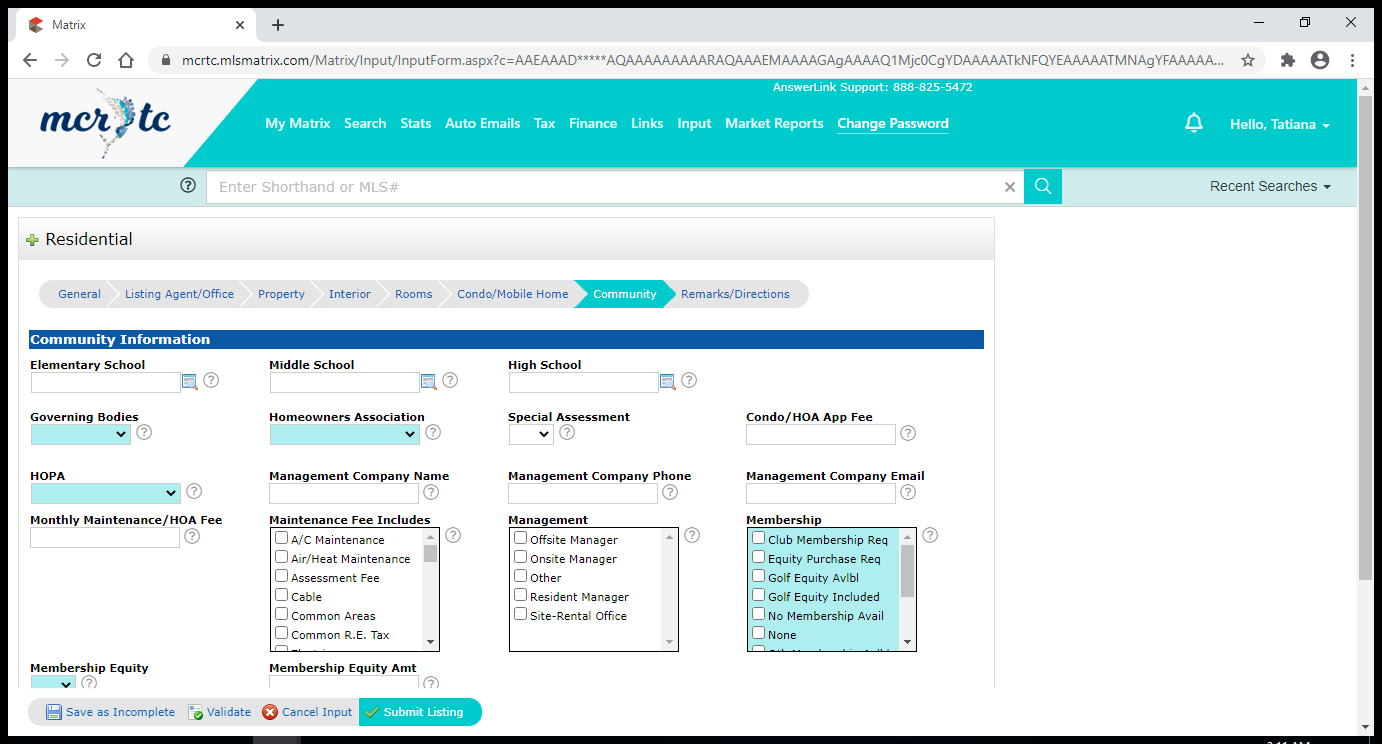 Matrix
mcrtc.mlsmatrix.com/Matrix/Input/InputForm.aspx?c=AAEAAAD*****AQAAAAAAAAARAQAAAEMAAAAGAgAAAAQ1Mjc0CgYDAAAAATkNFQYEAAAAATMNAgYFAAAAA...
AnswerLink Support: 888-825-5472
mcrtc
My Matrix Search Stats Auto Emails Tax Finance Links Input Market Reports Change Password
Hello, Tatiana
Enter Shorthand or MLS#
Recent Searches
Residential
General Listing Agent/Office Property Interior Rooms Condo/Mobile Home Community Remarks/Directions
Community Information
Elementary School Middle School High School
Governing Bodies Homeowners Association Special Assessment Condo/HOA App Fee
HOPA Management Company Name Management Company Phone Management Company Email
Monthly Maintenance/HOA Fee Maintenance Fee Includes Management Membership
A/C Maintenance Offsite Manager Club Membership Req
Air/Heat Maintenance Onsite Manager Equity Purchase Req
Assessment Fee Other Golf Equity Avlbl
Cable Resident Manager Golf Equity Included
Common Areas Site-Rental Office No Membership Avail
Common R.E. Tax None
Membership Equity Membership Equity Amt
Save as Incomplete Validate Cancel Input Submit Listing